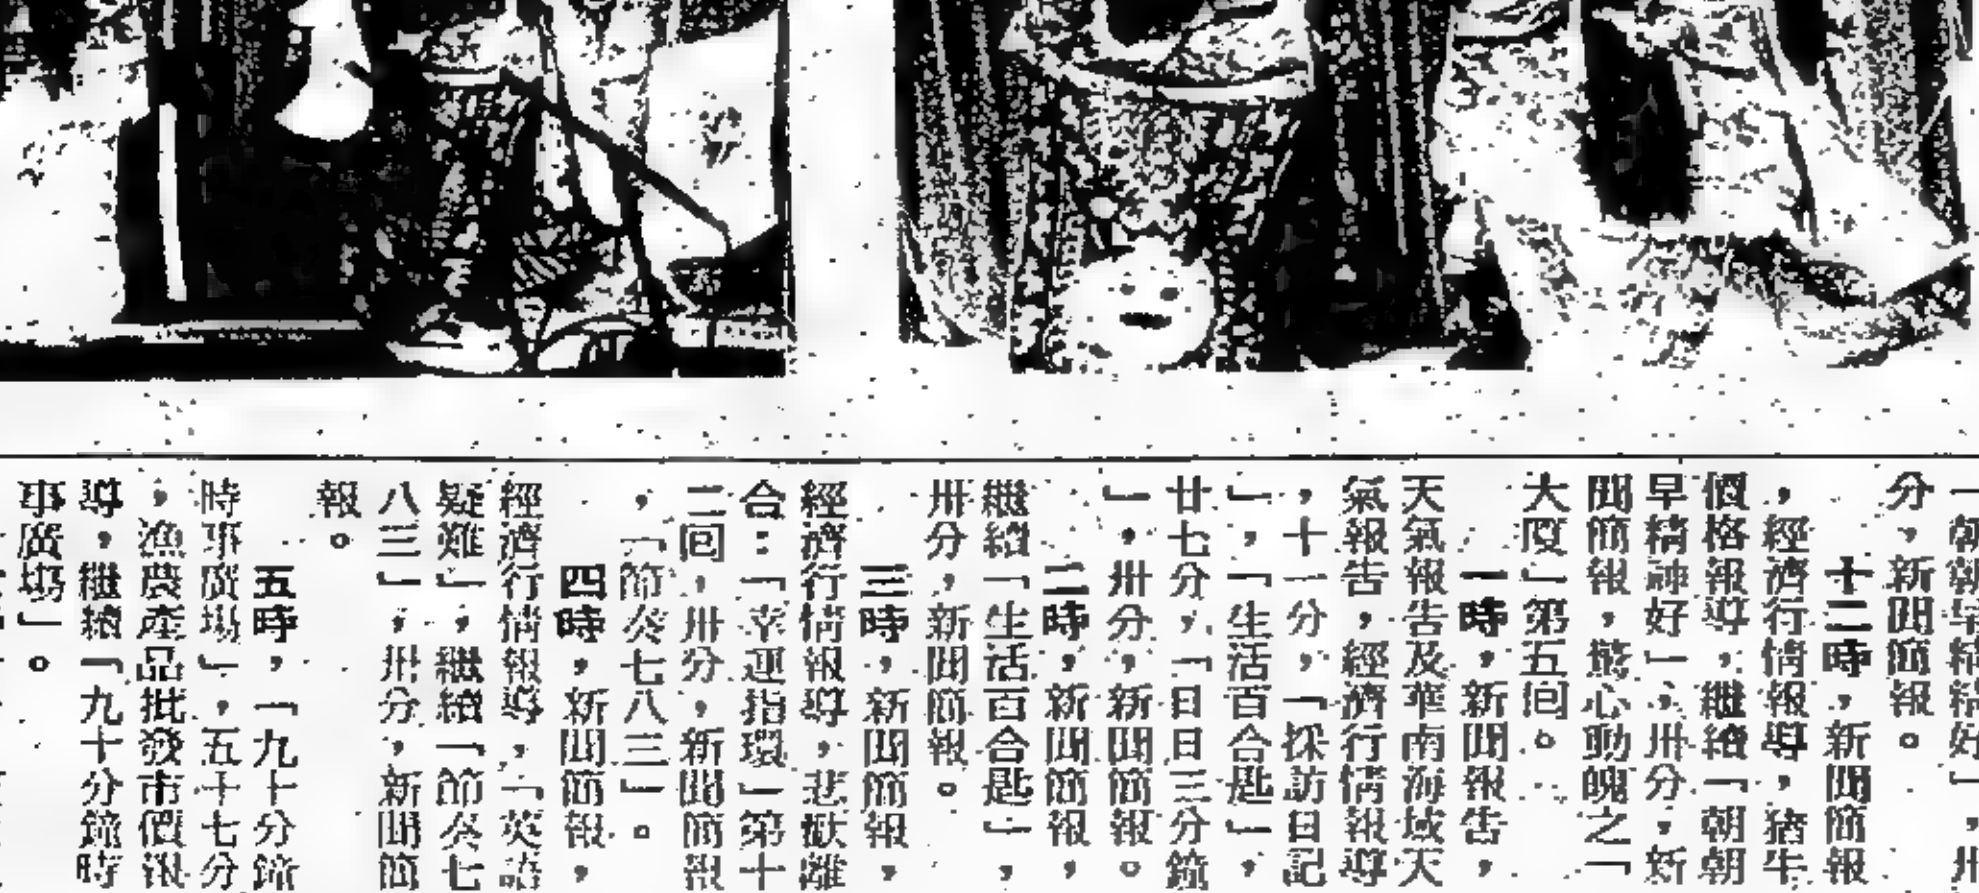 一朝朝早精精好」，卅
分，新聞簡報。
十二時，新聞簡報
，經濟行情報導，猪牛
價格報導，繼續「朝朝
早精神好」，卅分，新
聞簡報，驚心動魄之「
大廈」第五回。
一時，新聞報告，
天氣報告及華南海域天
氣報告，經濟行情報導
，十一分，「採訪日記
」，「生活百合匙」，
廿七分，「日日三分鐘
」，卅分，新聞簡報。
二時，新聞簡報，
繼續「生活百合匙」，
卅分，新聞簡報。
三時，新聞簡報，
經濟行情報導，悲歡離
合：「幸運指環」第十
二回，卅分，新聞簡報
，「節奏七八三」。
四時，新聞簡報，
經濟行情報導，「英語
疑難」，繼續「節奏七
八三」，卅分，新聞簡
報。
五時，「九十分鐘
時事廣場」，五十七分
，漁農產品批發市價報
導，繼續「九十分鐘時
事廣場」。